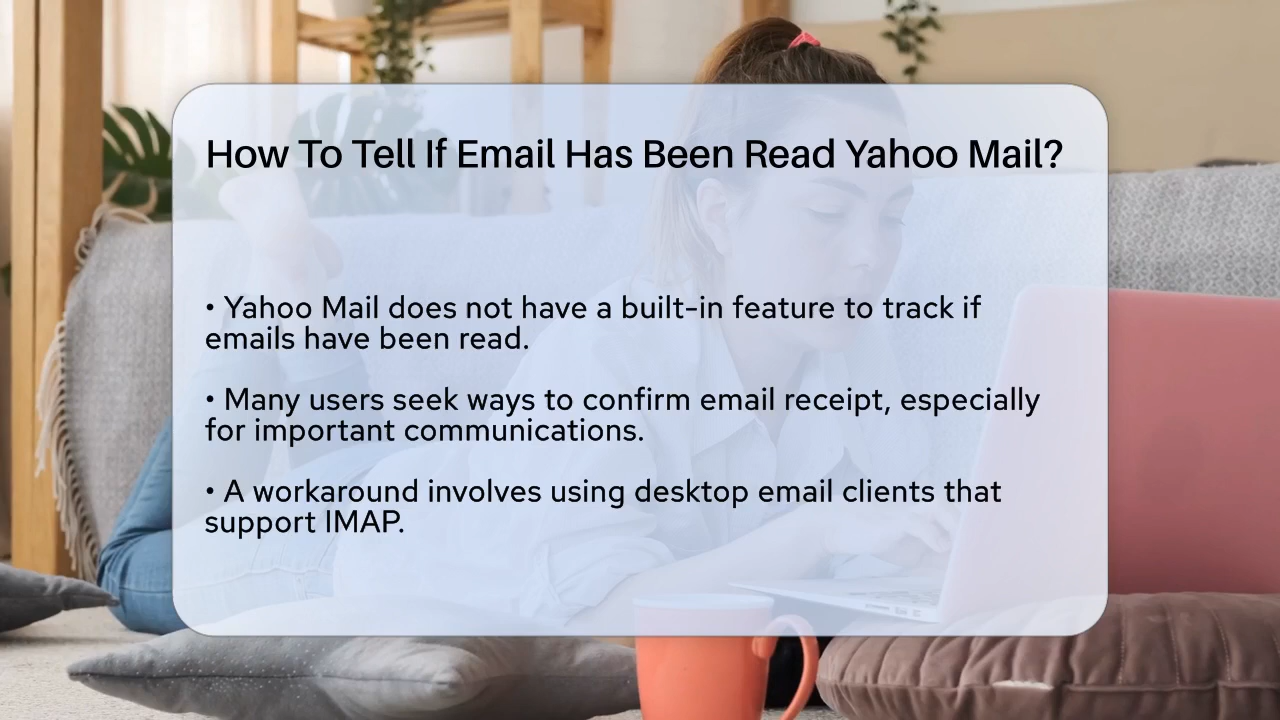 How To Tell If Email Has Been Read Yahoo Mail?
• Yahoo Mail does not have a built-in feature to track if
emails have been read.
• Many users seek ways to confirm email receipt, especially
for important communications.
• A workaround involves using desktop email clients that
support IMAP.